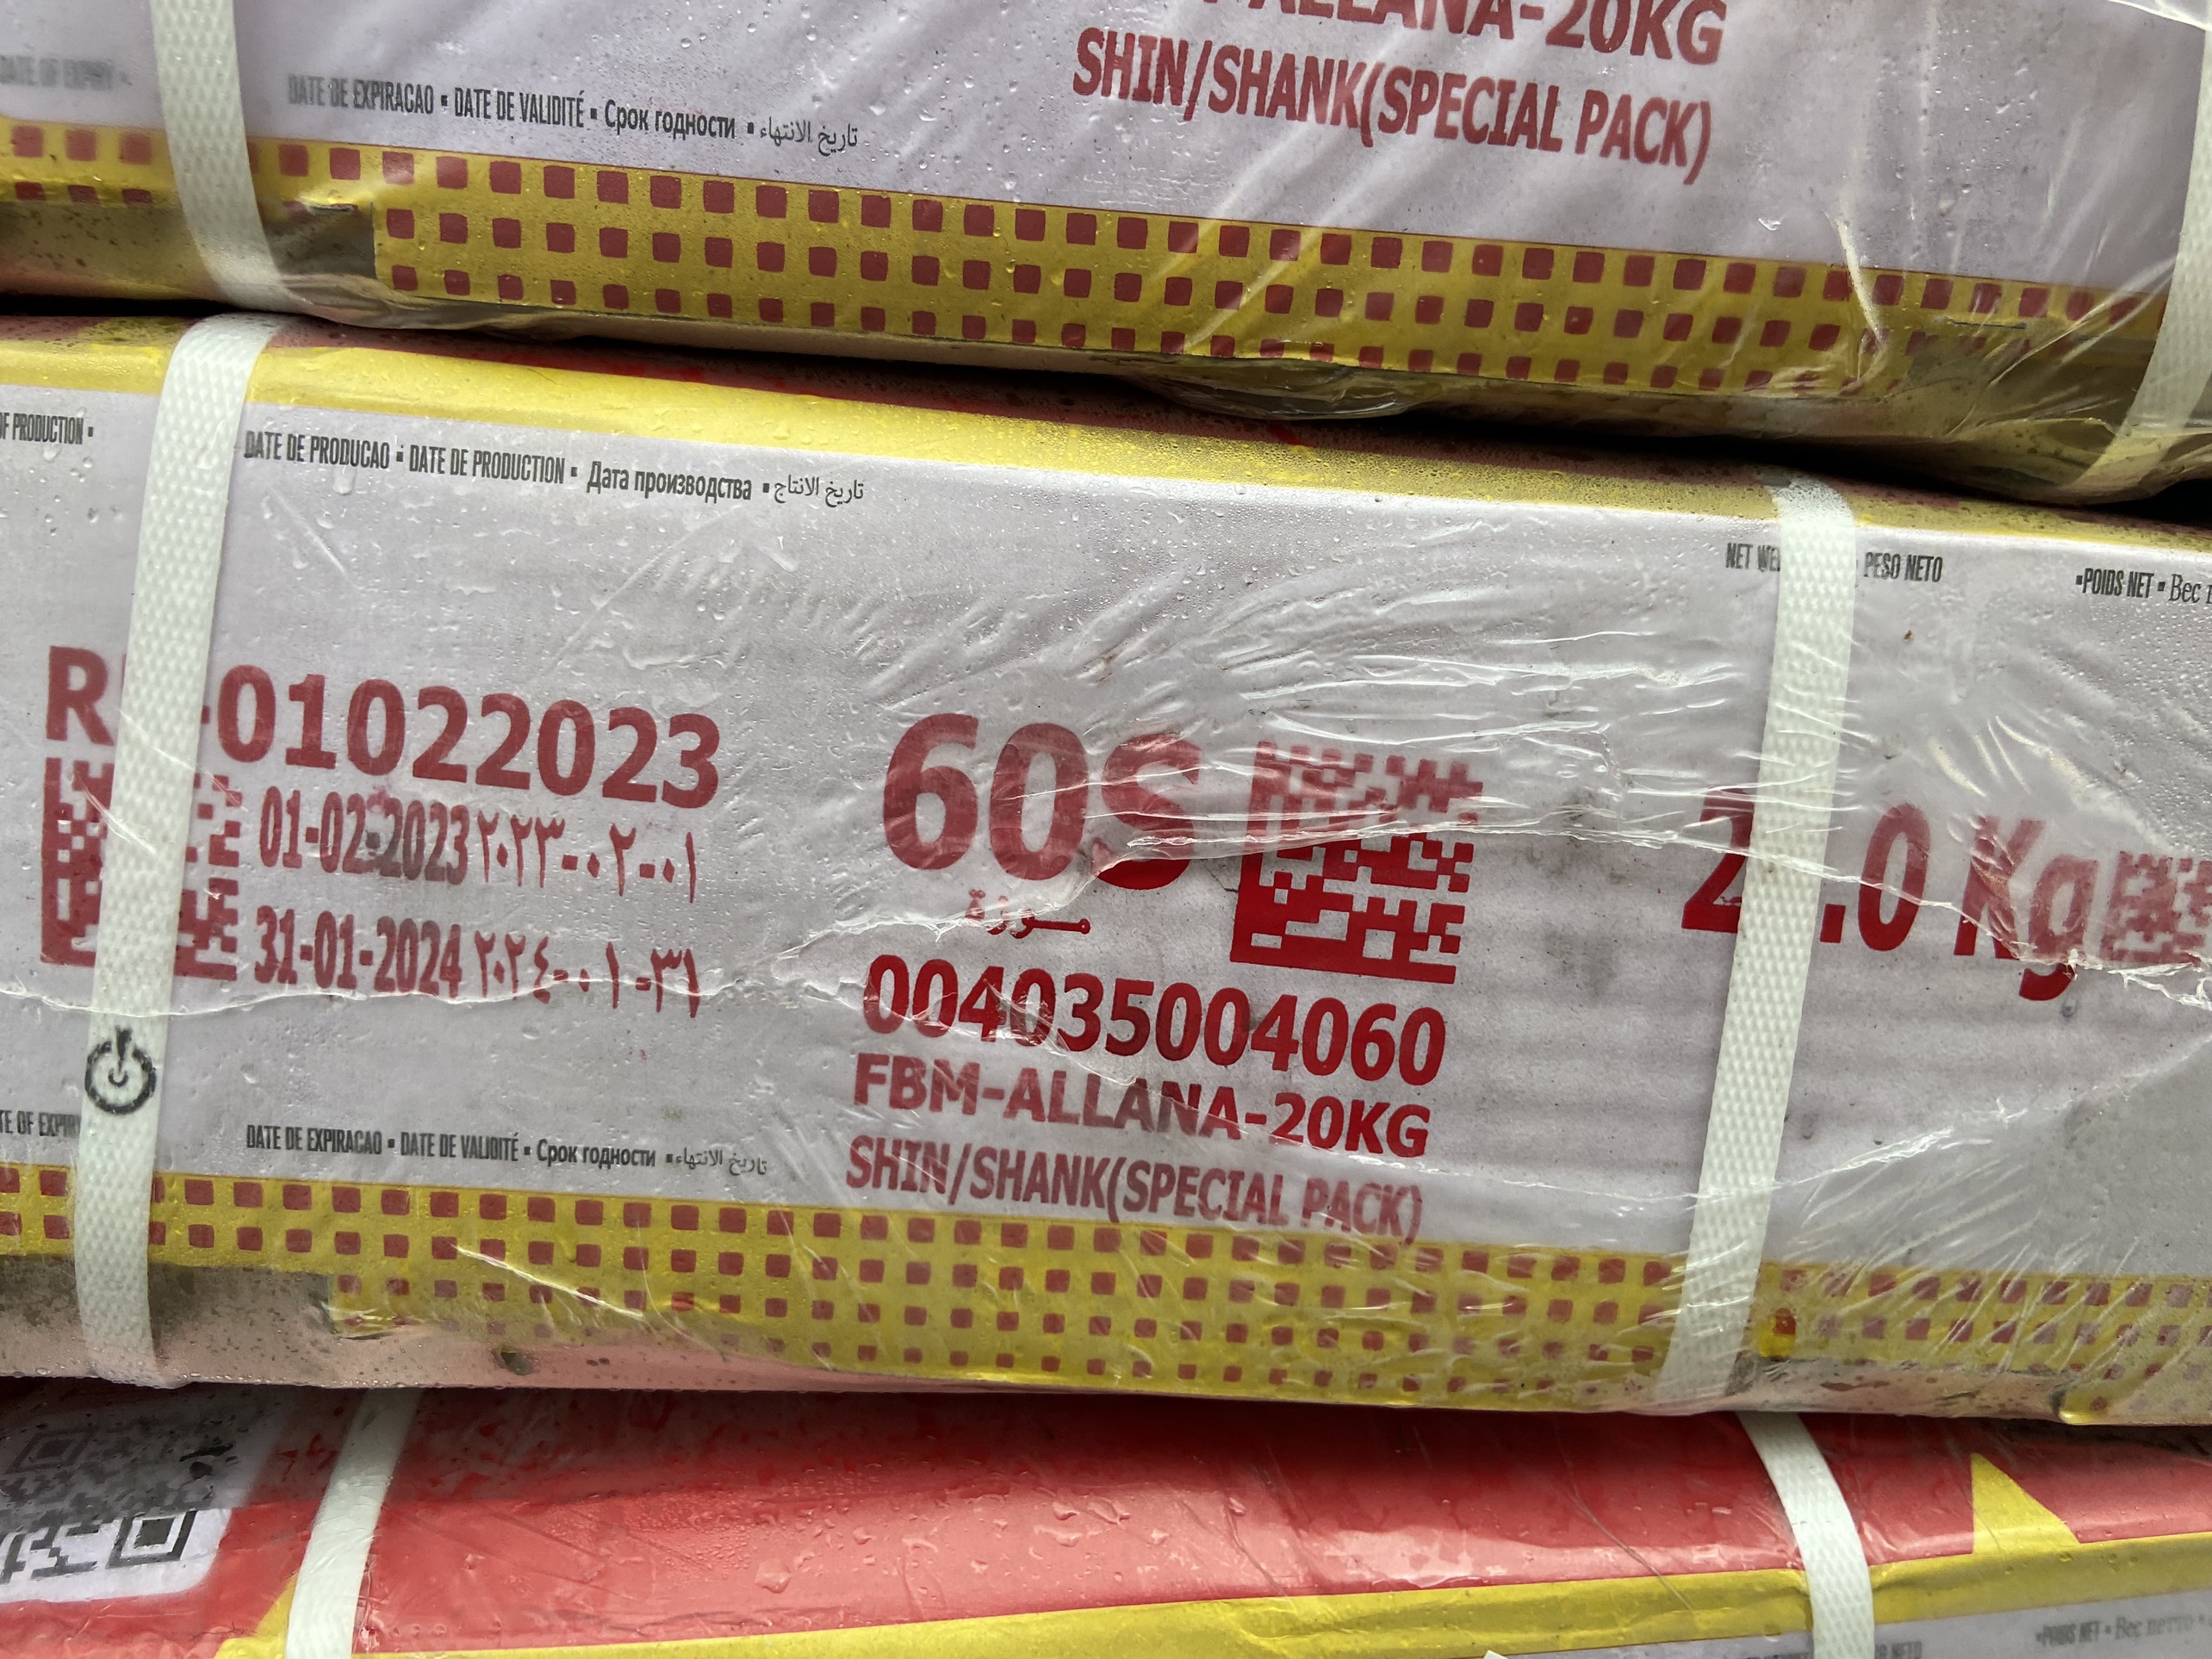 ALLANA-20KG
SHIN/SHANK(SPECIAL PACK)
DATE OF EXPIRY
DATE DE EXPIRACAO ▪ DATE DE VALIDITÉ ▪ Срок годности ▪ تاريخ الانتهاء
OF PRODUCTION ▪
DATE DE PRODUCAO ▪ DATE DE PRODUCTION ▪ Дата производства ▪ تاريخ الانتاج
NET PESO NETO ▪POIDS NET ▪ Вес
-01022023
01-02-2023 ٢٠٢٣-٠٢-٠١
31-01-2024 ٢٠٢٤-٠١-٣١
60S
موزة
.0 Kg
004035004060
FBM-ALLANA-20KG
SHIN/SHANK(SPECIAL PACK)
DATE DE EXPIRACAO ▪ DATE DE VALIDITÉ ▪ Срок годности ▪ تاريخ الانتهاء
NETO ▪POIDS NET ▪ Вес нетто